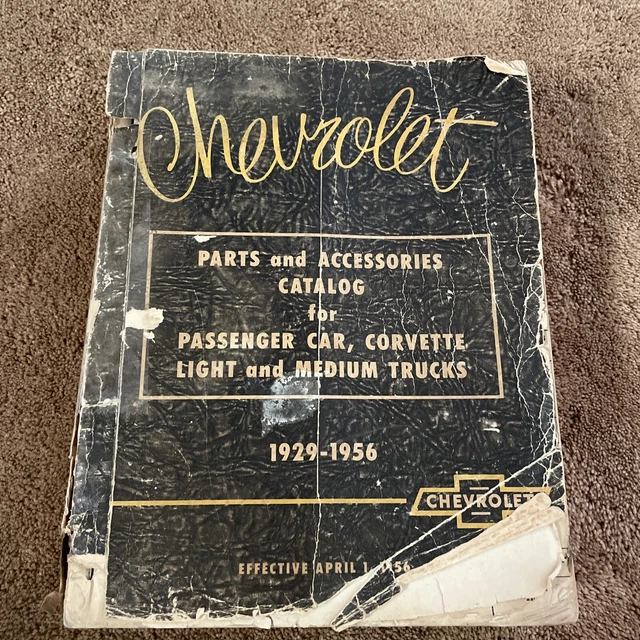 Chevrolet
PARTS and ACCESSORIES
CATALOG
for
PASSENGER CAR, CORVETTE
LIGHT and MEDIUM TRUCKS
1929-1956
CHEVROLET
EFFECTIVE APRIL 1, 1956